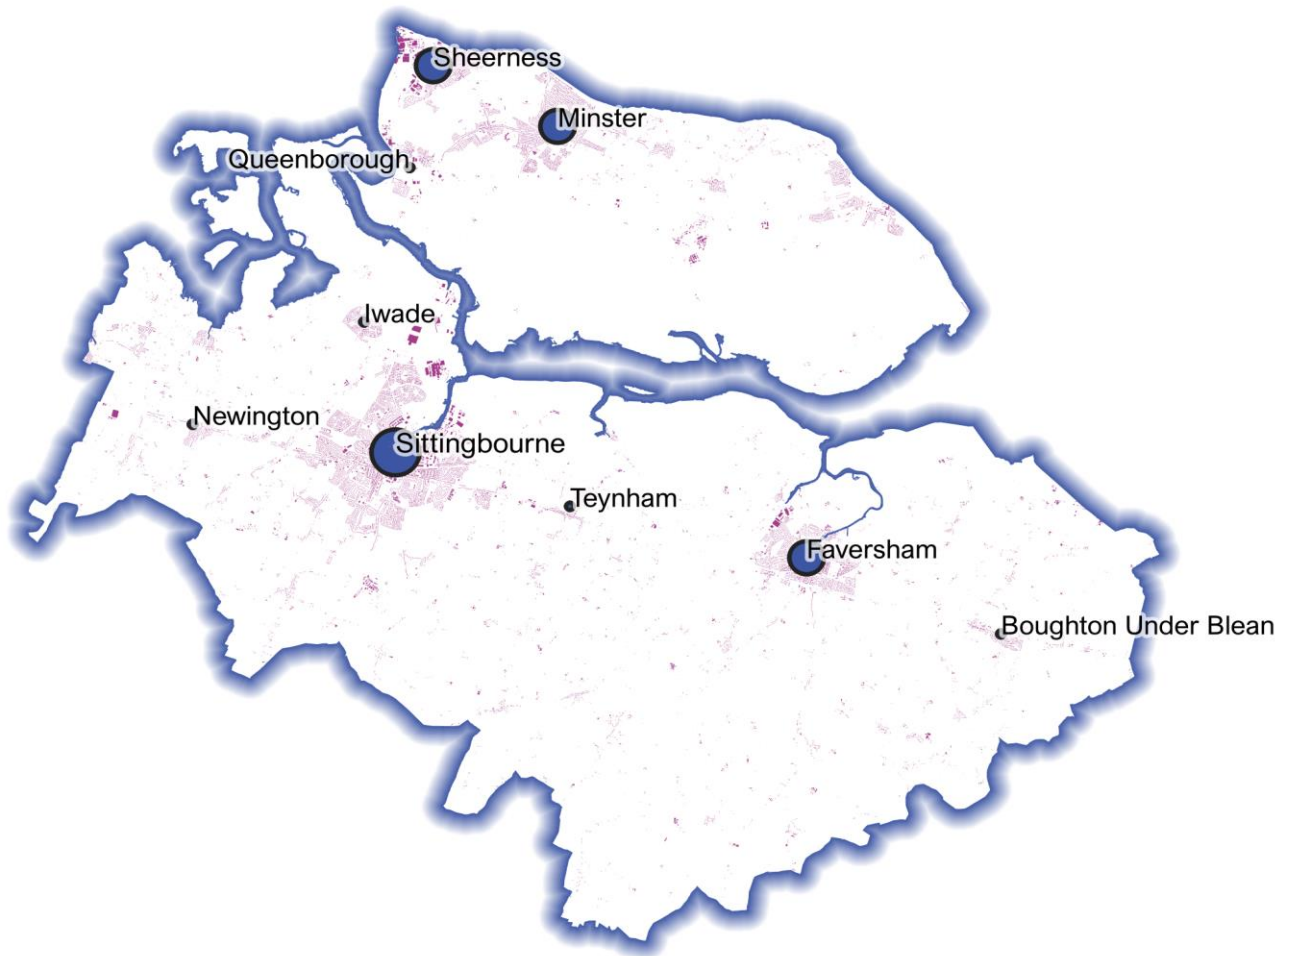 Sheerness
Minster
Queenborough
Iwade
Newington
Sittingbourne
Teynham
Faversham
Boughton Under Blean